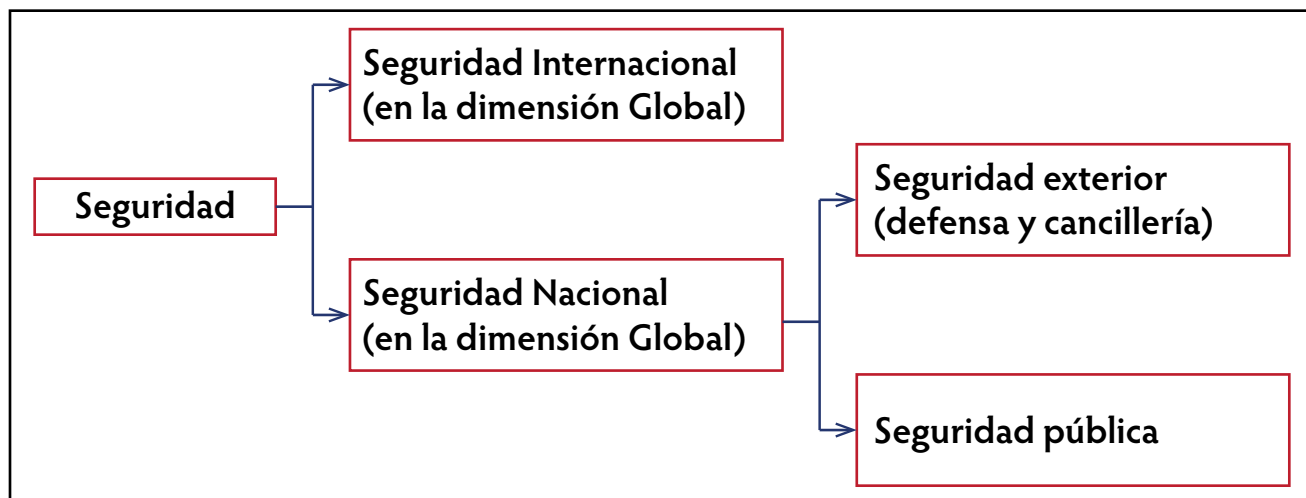 Seguridad
Seguridad Internacional
(en la dimensión Global)
Seguridad Nacional
(en la dimensión Global)
Seguridad exterior
(defensa y cancillería)
Seguridad pública